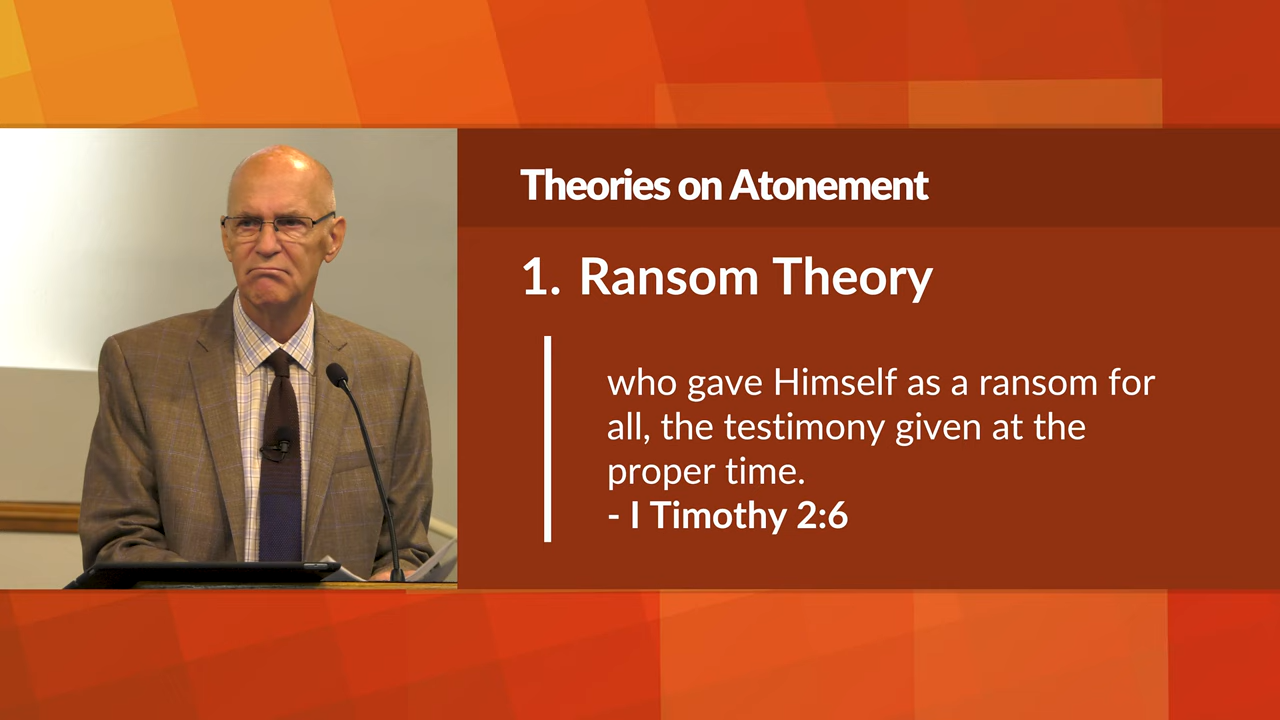 Theories on Atonement
1. Ransom Theory
who gave Himself as a ransom for
all, the testimony given at the
proper time.
- I Timothy 2:6